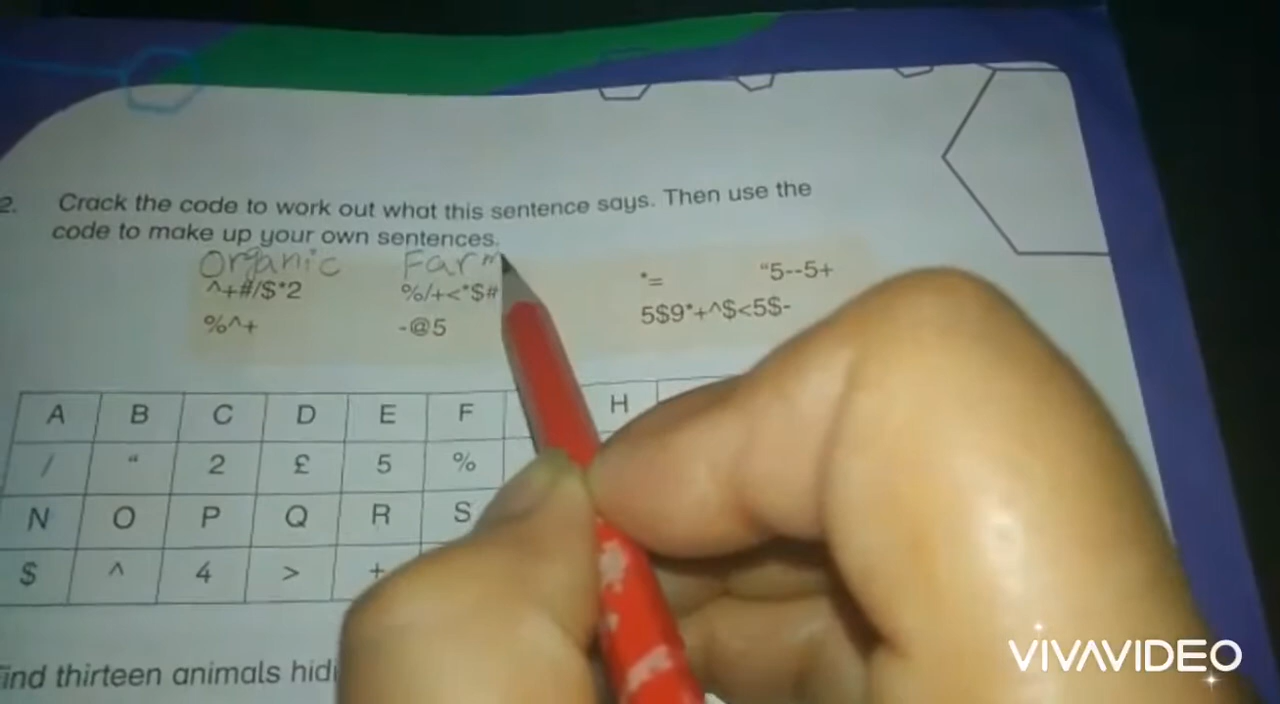 2. Crack the code to work out what this sentence says. Then use the
code to make up your own sentences.
Organic Farm
^+#/$*2 %/+<*$# *= “5--5+
%^+ -@5 5$9*+^$<5$-
A B C D E F H
/ “ 2 £ 5 %
N O P Q R S
$ ^ 4 > +
ind thirteen animals hidi
VIVAVIDEO